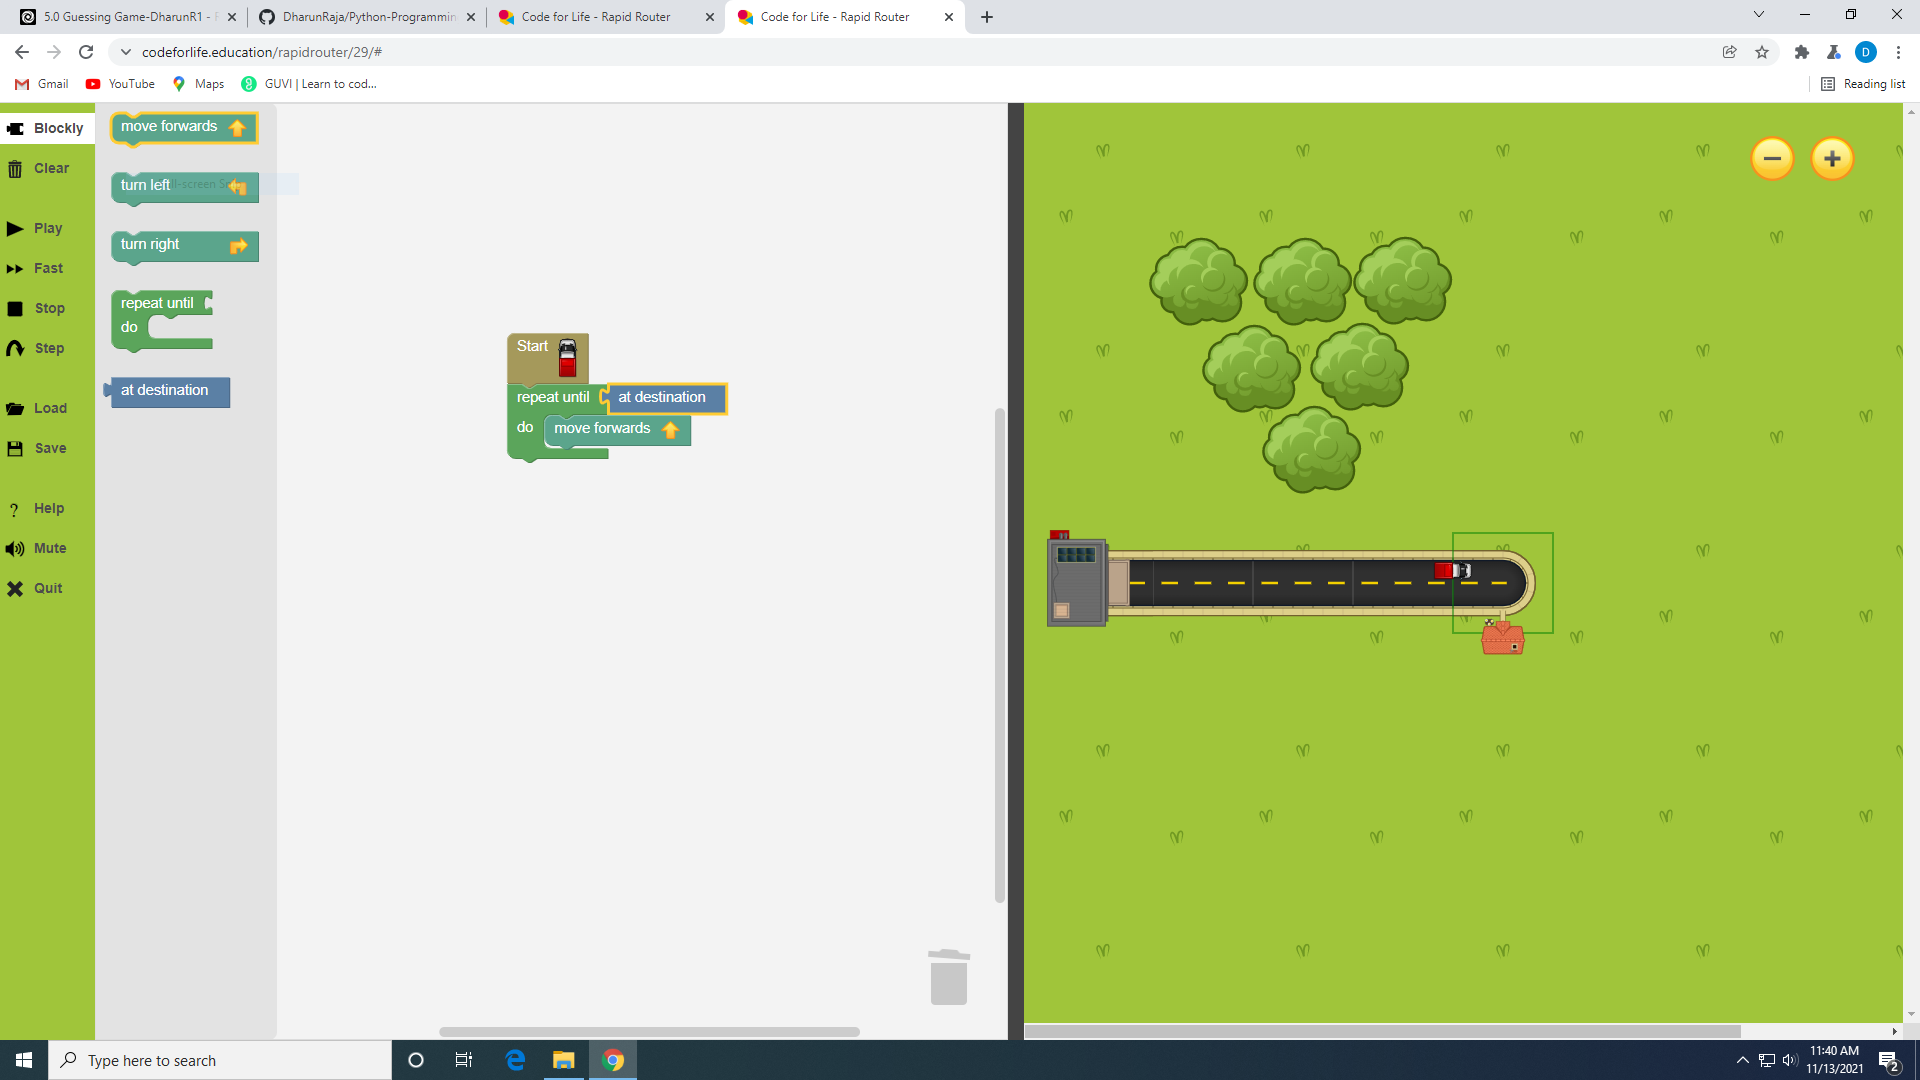 5.0 Guessing Game-DharunR1 -
DharunRaja/Python-Programmin
Code for Life - Rapid Router
Code for Life - Rapid Router
codeforlife.education/rapidrouter/29/#
D
Gmail
YouTube
Maps
GUVI | Learn to cod...
Reading list
Blockly
Clear
Play
Fast
Stop
Step
Load
Save
Help
Mute
Quit
move forwards
turn left
turn right
repeat until
do
at destination
Start
repeat until
at destination
do
move forwards
Type here to search
11:40 AM
11/13/2021
2